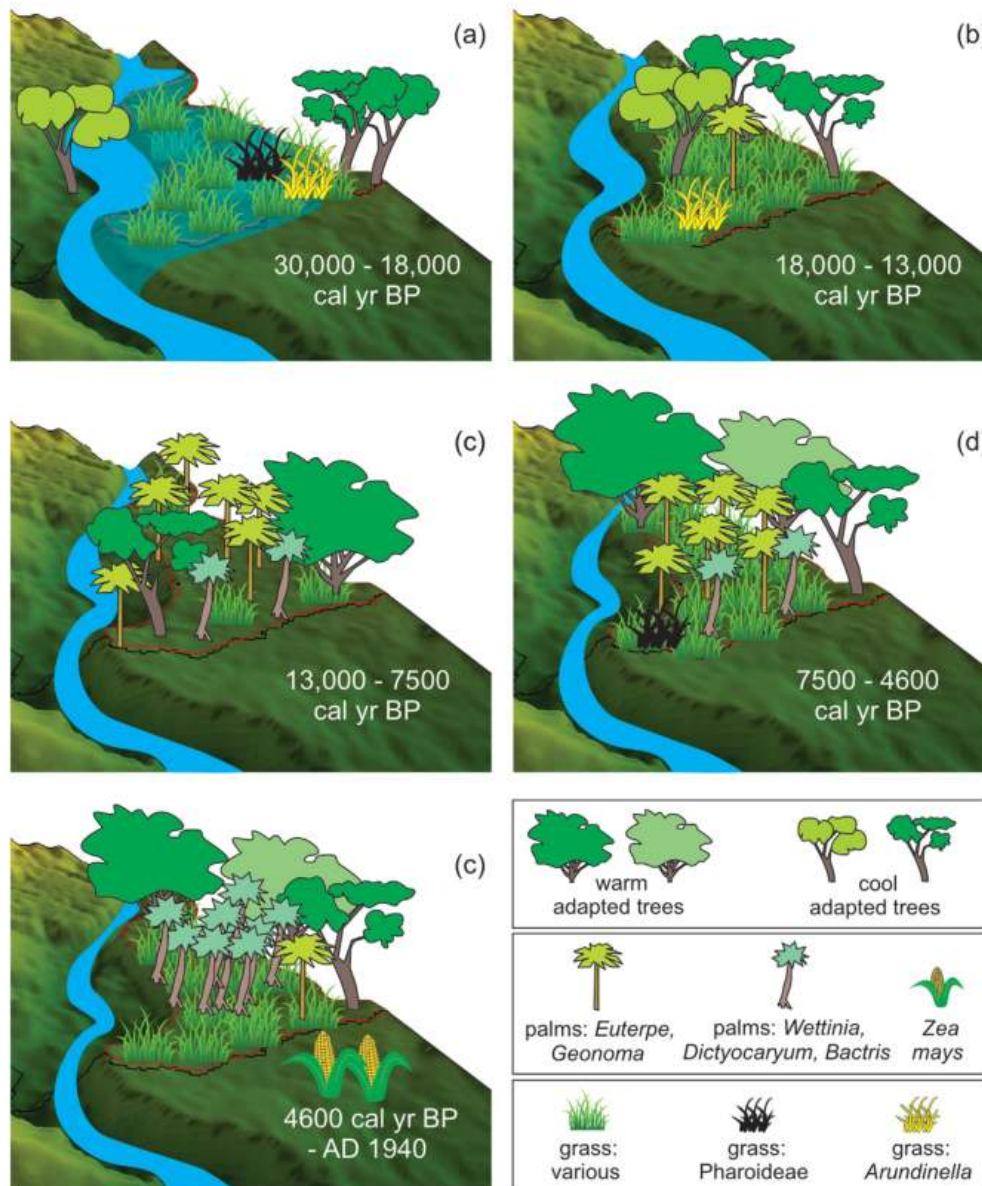 (a)
30,000 - 18,000
cal yr BP
(b)
18,000 - 13,000
cal yr BP
(c)
13,000 - 7500
cal yr BP
(d)
7500 - 4600
cal yr BP
(c)
4600 cal yr BP
- AD 1940
warm
adapted trees
cool
adapted trees
palms: Euterpe,
Geonoma
palms: Wettinia,
Dictyocaryum, Bactris
Zea
mays
grass:
various
grass:
Pharoideae
grass:
Arundinella